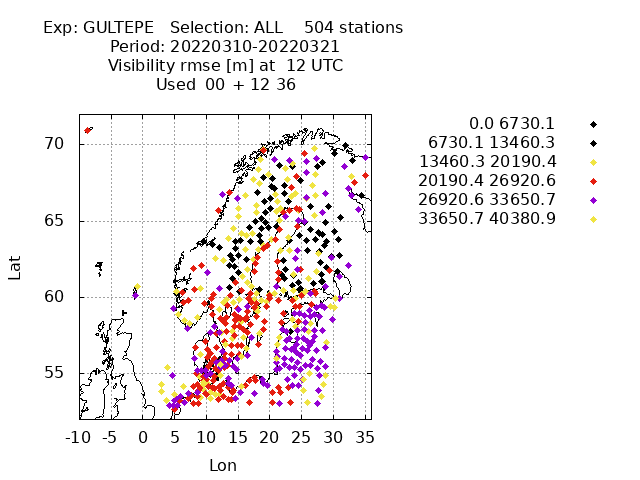 Exp: GULTEPE   Selection: ALL    504 stations
Period: 20220310-20220321
Visibility rmse [m] at  12 UTC
Used  00 + 12 36
0.0 6730.1
6730.1 13460.3
13460.3 20190.4
20190.4 26920.6
26920.6 33650.7
33650.7 40380.9
70
65
60
55
Lat
-10 -5 0 5 10 15 20 25 30 35
Lon